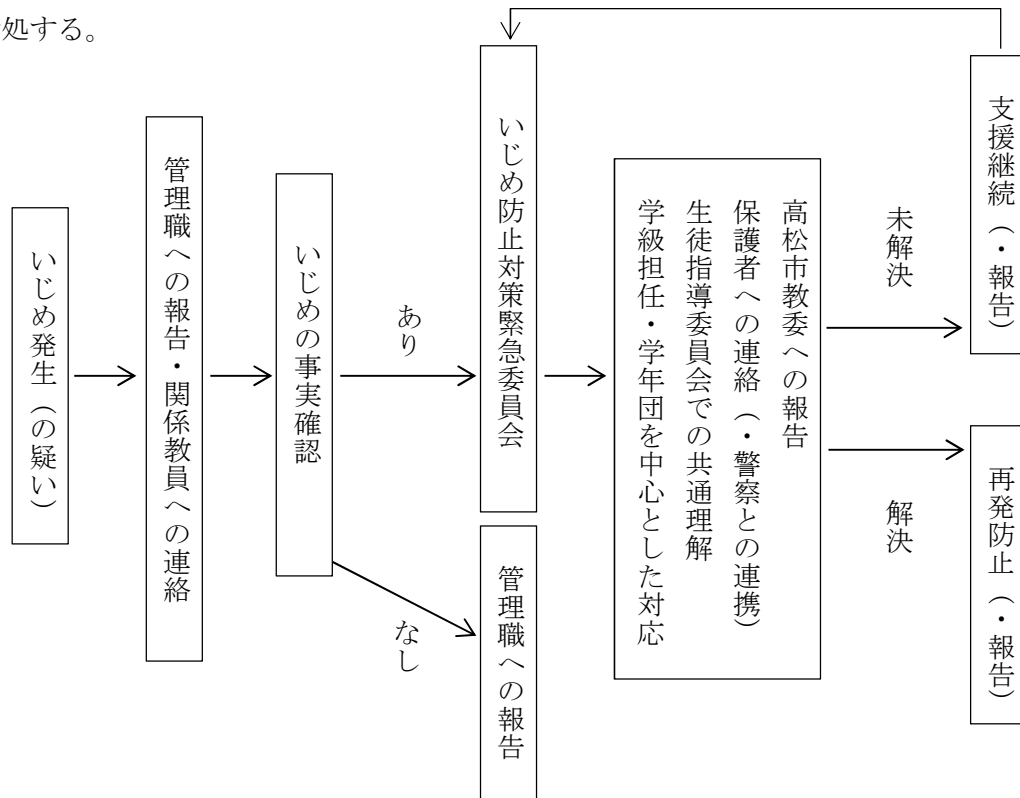 処する。
いじめ発生(の疑い)
管理職への報告・関係教員への連絡
いじめの事実確認
あり
なし
いじめ防止対策緊急委員会
管理職への報告
高松市教委への報告
保護者への連絡(・警察との連携)
生徒指導委員会での共通理解
学級担任・学年団を中心とした対応
未解決
解決
支援継続(・報告)
再発防止(・報告)